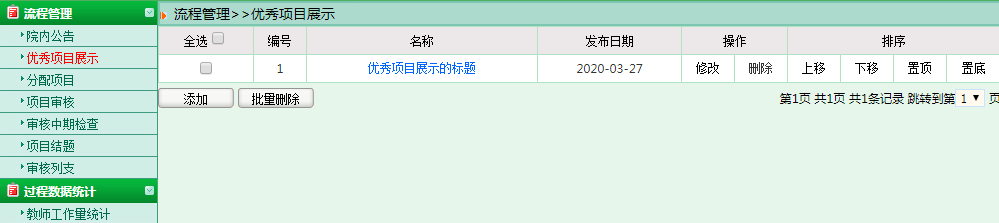 流程管理
院内公告
优秀项目展示
分配项目
项目审核
审核中期检查
项目结题
审核列支
过程数据统计
教师工作量统计
流程管理>>优秀项目展示
全选 编号 名称 发布日期 操作 排序
1 优秀项目展示的标题 2020-03-27 修改 删除 上移 下移 置顶 置底
添加 批量删除 第1页 共1页 共1条记录 跳转到第 1 页